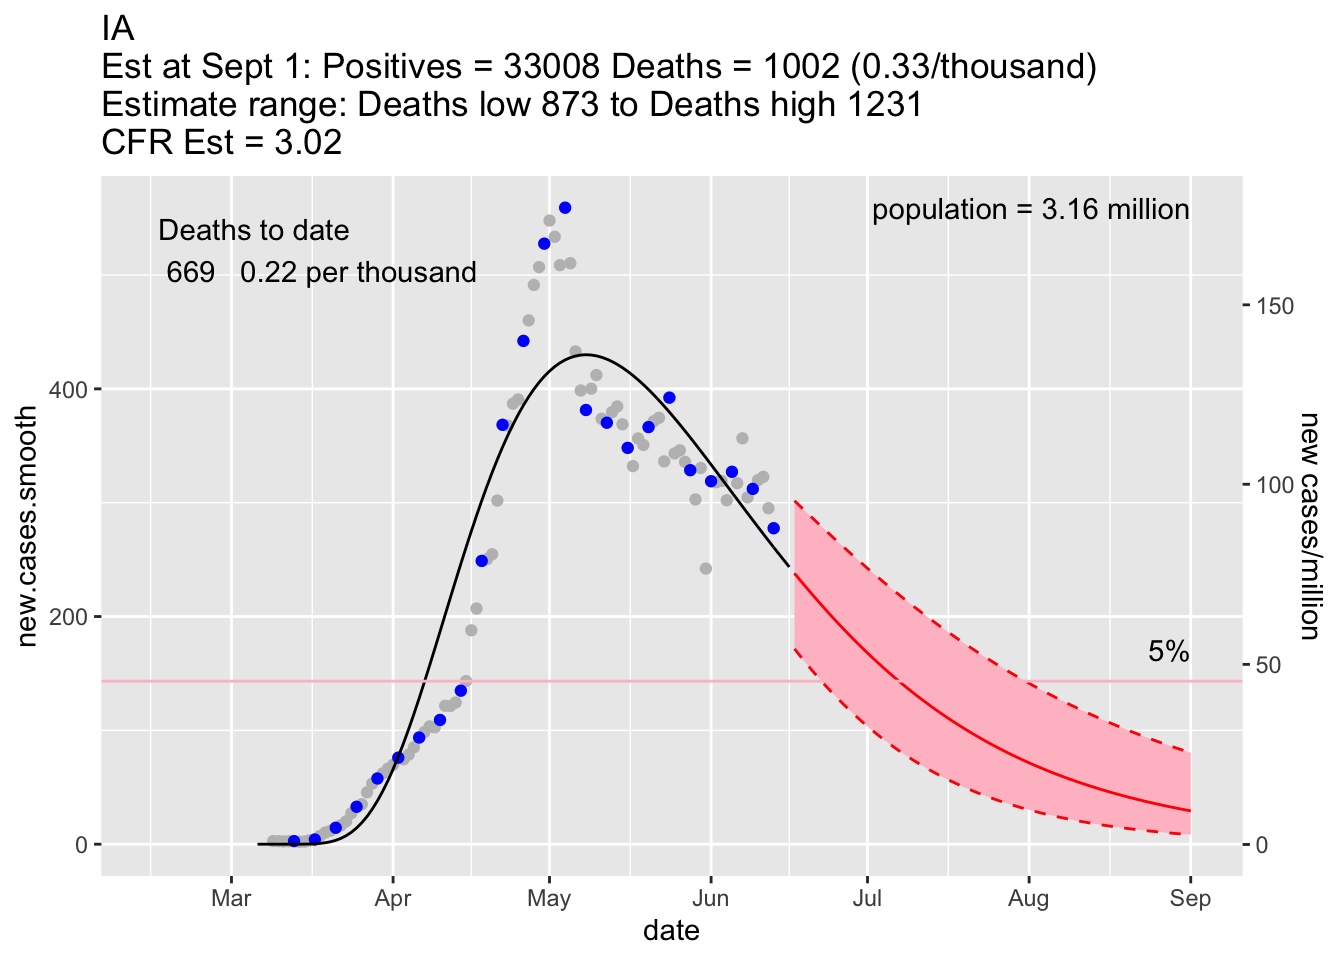 IA
Est at Sept 1: Positives = 33008 Deaths = 1002 (0.33/thousand)
Estimate range: Deaths low 873 to Deaths high 1231
CFR Est = 3.02
Deaths to date
669 0.22 per thousand
population = 3.16 million
5%
new.cases.smooth
400
200
0
150
100
50
0
new cases/million
Mar Apr May Jun Jul Aug Sep
date